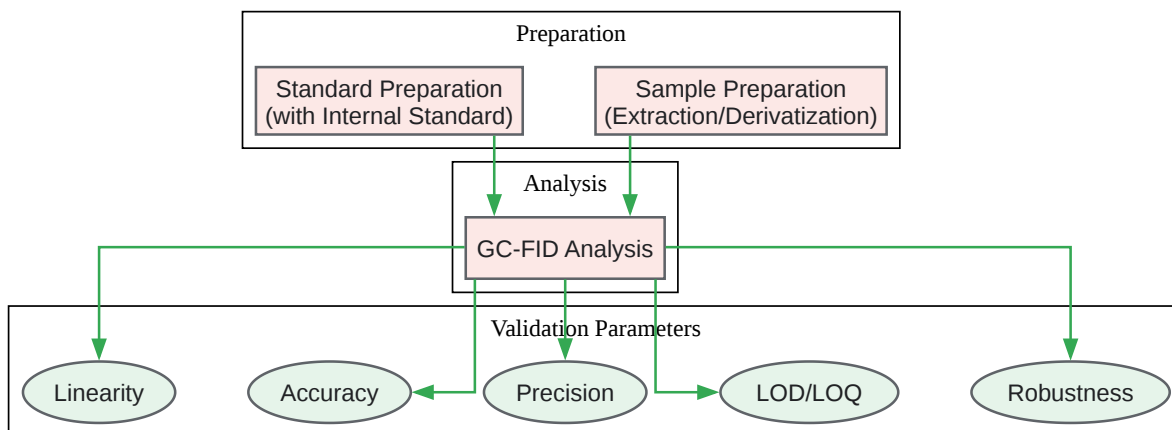 Preparation
Standard Preparation
(with Internal Standard)
Sample Preparation
(Extraction/Derivatization)
Analysis
GC-FID Analysis
Validation Parameters
Linearity
Accuracy
Precision
LOD/LOQ
Robustness